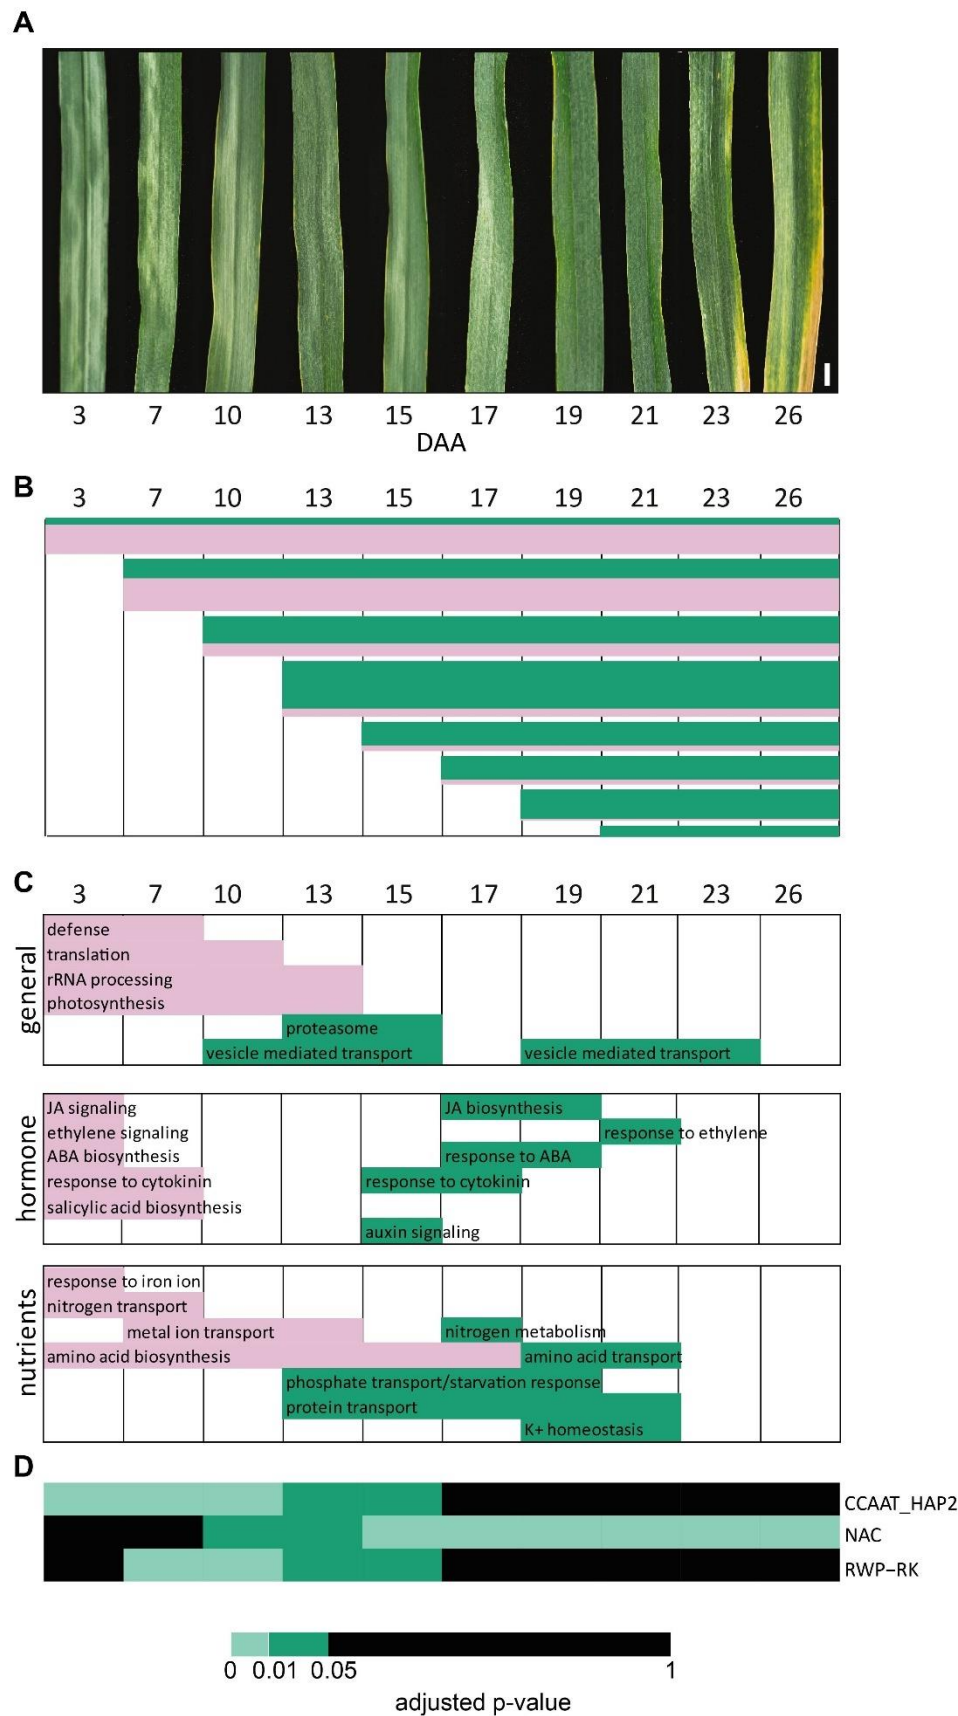 A
3 7 10 13 15 17 19 21 23 26
DAA
B
3 7 10 13 15 17 19 21 23 26
C
3 7 10 13 15 17 19 21 23 26
general
defense
translation
rRNA processing
photosynthesis
proteasome
vesicle mediated transport vesicle mediated transport
hormone
JA signaling JA biosynthesis
ethylene signaling response to ethylene
ABA biosynthesis response to ABA
response to cytokinin response to cytokinin
salicylic acid biosynthesis
auxin signaling
nutrients
response to iron ion
nitrogen transport
metal ion transport nitrogen metabolism
amino acid biosynthesis amino acid transport
phosphate transport/starvation response
protein transport
K+ homeostasis
D
CCAAT_HAP2
NAC
RWP−RK
0 0.01 0.05 1
adjusted p-value